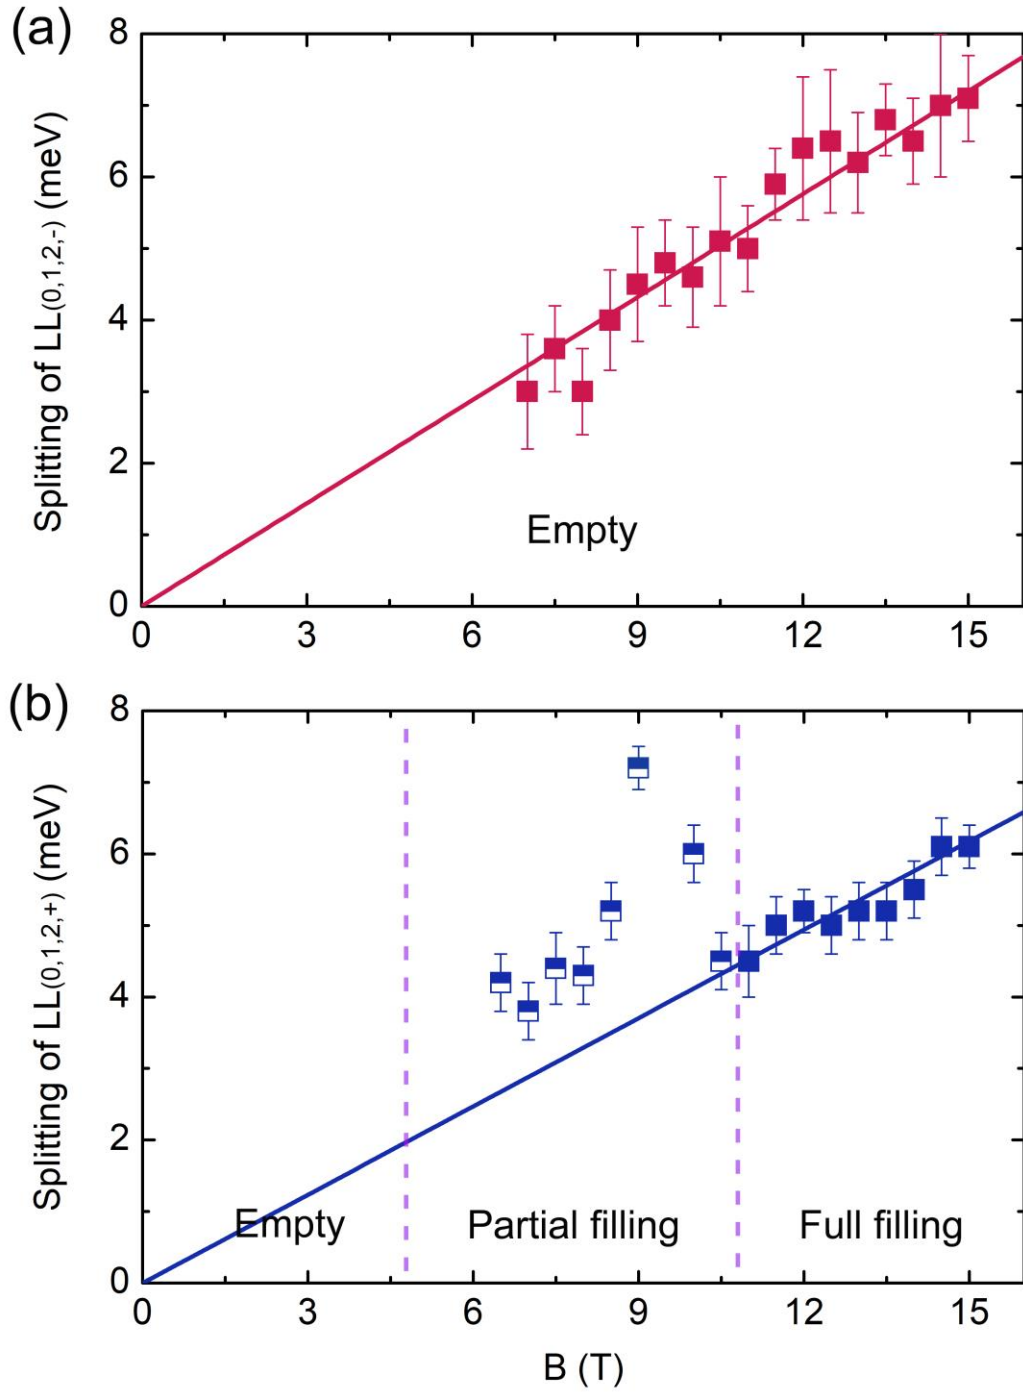 (a)
Splitting of LL(0,1,2,-) (meV)
8
6
4
2
0
Empty
0 3 6 9 12 15
(b)
Splitting of LL(0,1,2,+) (meV)
8
6
4
2
0
Empty Partial filling Full filling
0 3 6 9 12 15
B (T)